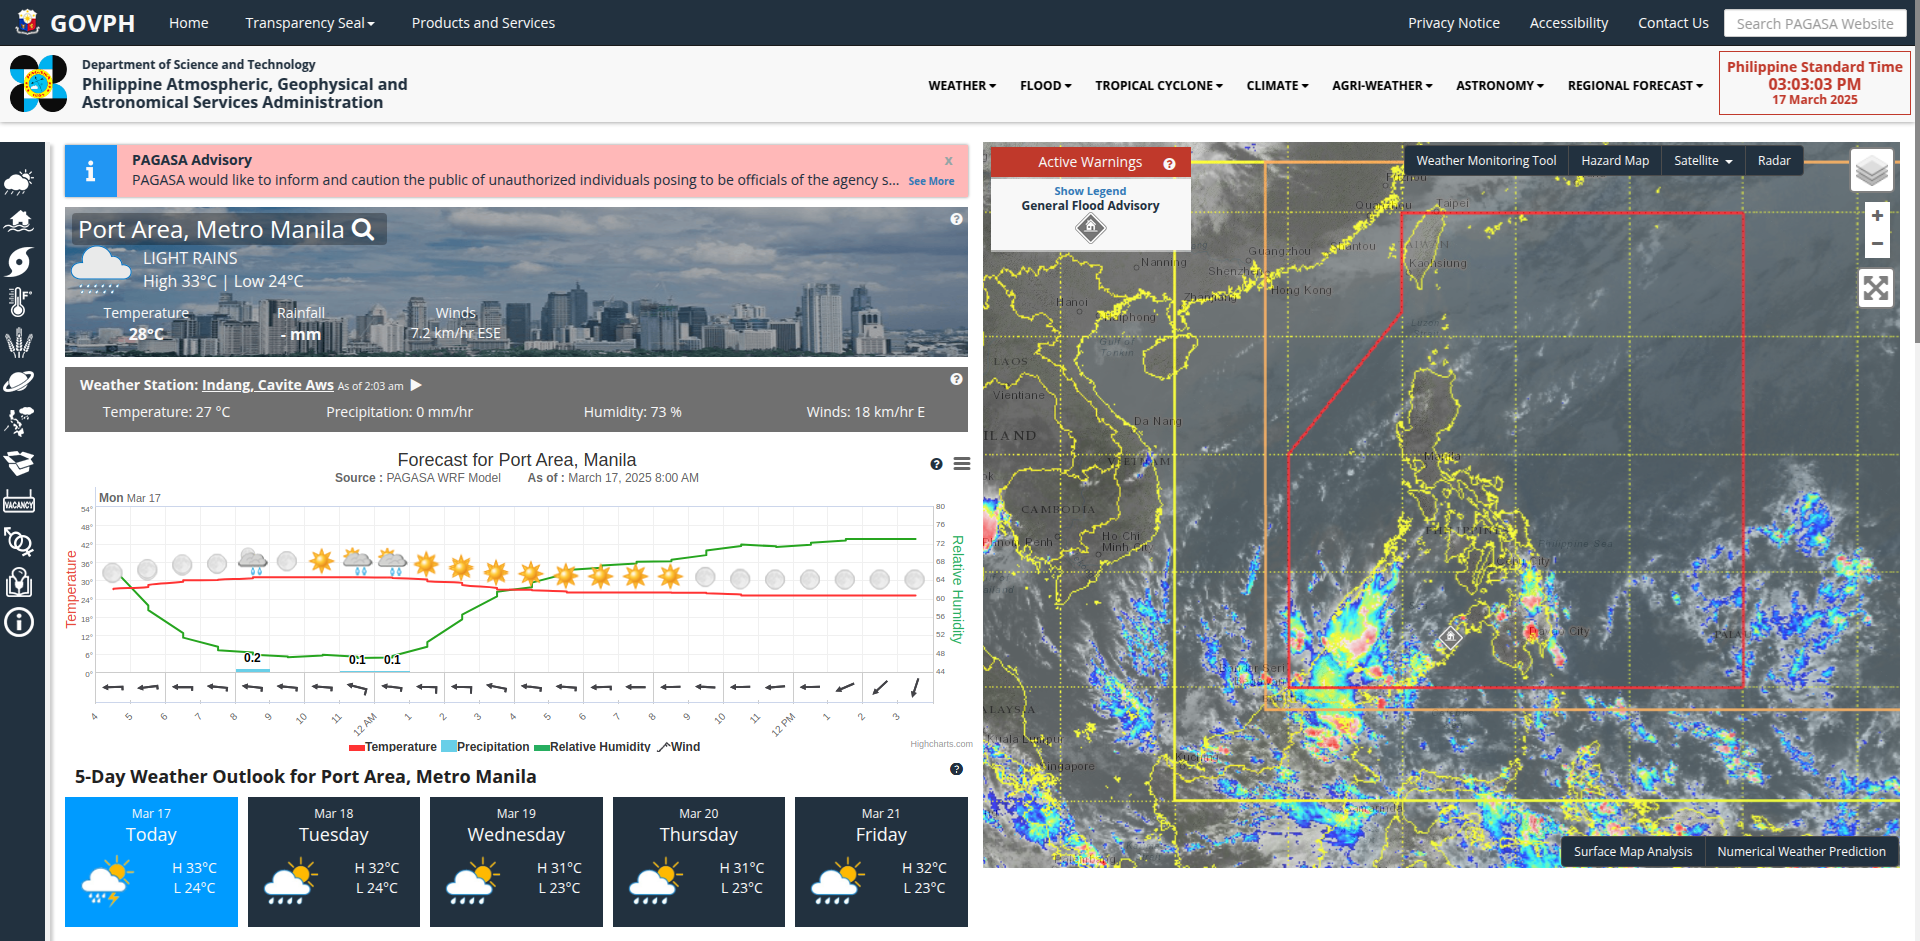 GOVPH
Home
Transparency Seal
Products and Services
Privacy Notice
Accessibility
Contact Us
Search PAGASA Website
Department of Science and Technology
Philippine Atmospheric, Geophysical and
Astronomical Services Administration
WEATHER
FLOOD
TROPICAL CYCLONE
CLIMATE
AGRI-WEATHER
ASTRONOMY
REGIONAL FORECAST
Philippine Standard Time
03:03:03 PM
17 March 2025
VACANCY
PAGASA Advisory
x
PAGASA would like to inform and caution the public of unauthorized individuals posing to be officials of the agency s...
See More
Port Area, Metro Manila
LIGHT RAINS
High 33°C | Low 24°C
Temperature
28°C
Rainfall
- mm
Winds
7.2 km/hr ESE
Weather Station: Indang, Cavite Aws As of 2:03 am
Temperature: 27 °C
Precipitation: 0 mm/hr
Humidity: 73 %
Winds: 18 km/hr E
Forecast for Port Area, Manila
Source : PAGASA WRF Model As of : March 17, 2025 8:00 AM
Mon Mar 17
Temperature
54°
48°
42°
36°
30°
24°
18°
12°
6°
0°
0.2
0.1
0.1
80
76
72
68
64
60
56
52
48
44
Relative Humidity
4
5
6
7
8
9
10
11
12 AM
1
2
3
4
5
6
7
8
9
10
11
12 PM
1
2
3
Temperature
Precipitation
Relative Humidity
Wind
Highcharts.com
5-Day Weather Outlook for Port Area, Metro Manila
Mar 17
Today
H 33°C
L 24°C
Mar 18
Tuesday
H 32°C
L 24°C
Mar 19
Wednesday
H 31°C
L 23°C
Mar 20
Thursday
H 31°C
L 23°C
Mar 21
Friday
H 32°C
L 23°C
Active Warnings
Show Legend
General Flood Advisory
Weather Monitoring Tool
Hazard Map
Satellite
Radar
+
−
Taipei
TAIWAN
Kaohsiung
Guangzhou
Shantou
Shenzhen
Hong Kong
Nanning
Zhanjiang
Hanoi
Haiphong
Gulf of
Tonkin
LAOS
Vientiane
Da Nang
VIETNAM
CAMBODIA
Ho Chi
Minh City
Luzon
Manila
Philippine Sea
Davao City
PALAU
Kuala Lumpur
Singapore
Kuching
Surface Map Analysis
Numerical Weather Prediction